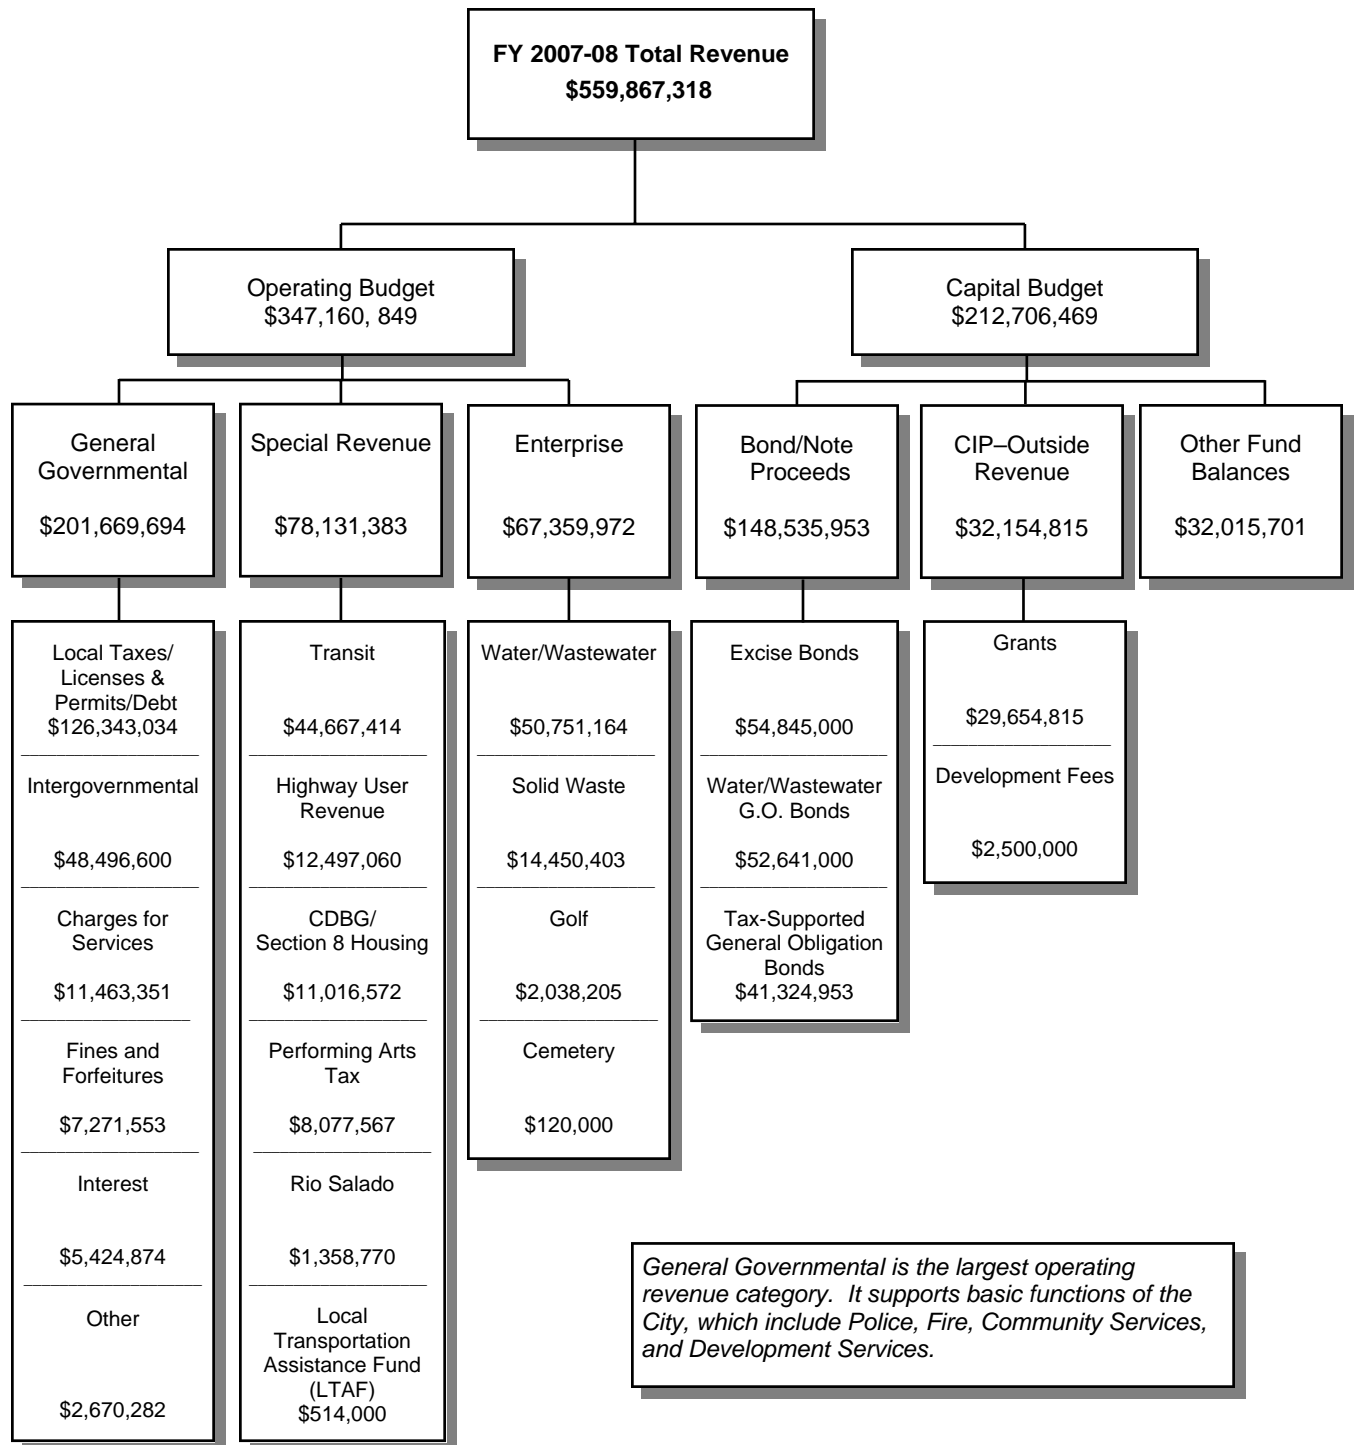 FY 2007-08 Total Revenue
$559,867,318
Operating Budget
$347,160, 849
Capital Budget
$212,706,469
General
Governmental
$201,669,694
Special Revenue
$78,131,383
Enterprise
$67,359,972
Bond/Note
Proceeds
$148,535,953
CIP–Outside
Revenue
$32,154,815
Other Fund
Balances
$32,015,701
Local Taxes/
Licenses &
Permits/Debt
$126,343,034
Intergovernmental
$48,496,600
Charges for
Services
$11,463,351
Fines and
Forfeitures
$7,271,553
Interest
$5,424,874
Other
$2,670,282
Transit
$44,667,414
Highway User
Revenue
$12,497,060
CDBG/
Section 8 Housing
$11,016,572
Performing Arts
Tax
$8,077,567
Rio Salado
$1,358,770
Local
Transportation
Assistance Fund
(LTAF)
$514,000
Water/Wastewater
$50,751,164
Solid Waste
$14,450,403
Golf
$2,038,205
Cemetery
$120,000
Excise Bonds
$54,845,000
Water/Wastewater
G.O. Bonds
$52,641,000
Tax-Supported
General Obligation
Bonds
$41,324,953
Grants
$29,654,815
Development Fees
$2,500,000
General Governmental is the largest operating
revenue category.  It supports basic functions of the
City, which include Police, Fire, Community Services,
and Development Services.